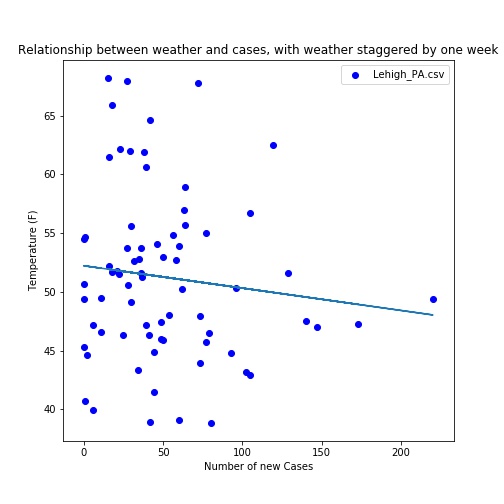 Relationship between weather and cases, with weather staggered by one week
Lehigh_PA.csv
Temperature (F)
65
60
55
50
45
40
0 50 100 150 200
Number of new Cases